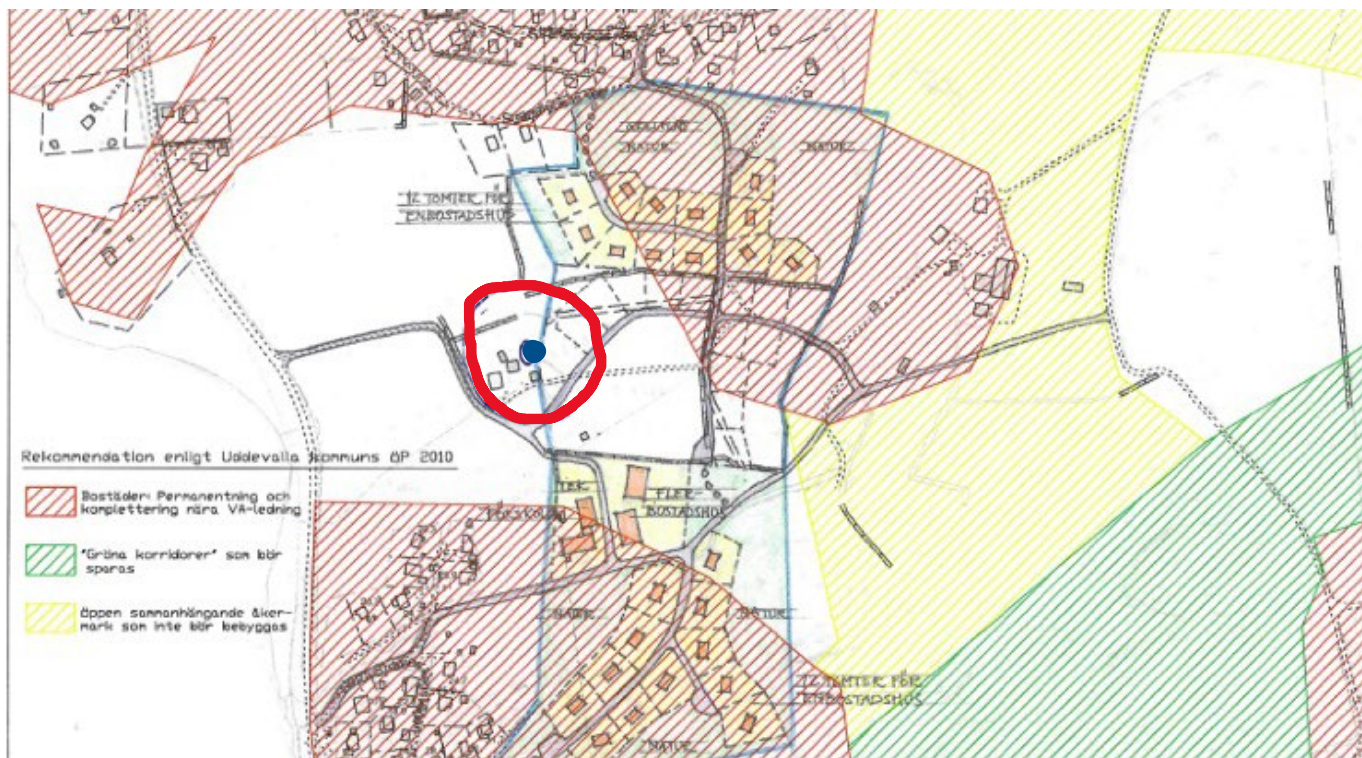 NATUR
NATUR
12 TOMTER FÖR
ENBOSTADSHUS
Rekommendation enligt Uddevalla kommuns ÖP 2010
Bostäder: Permanentning och
komplettering nära VA-ledning
"Gröna korridorer" som bör
sparas
Öppen sammanhängande åker-
mark som inte bör bebyggas
FLER-
BOSTADSHUS
FÖRSKOLA
NATUR
NATUR
12 TOMTER FÖR
ENBOSTADSHUS
NATUR